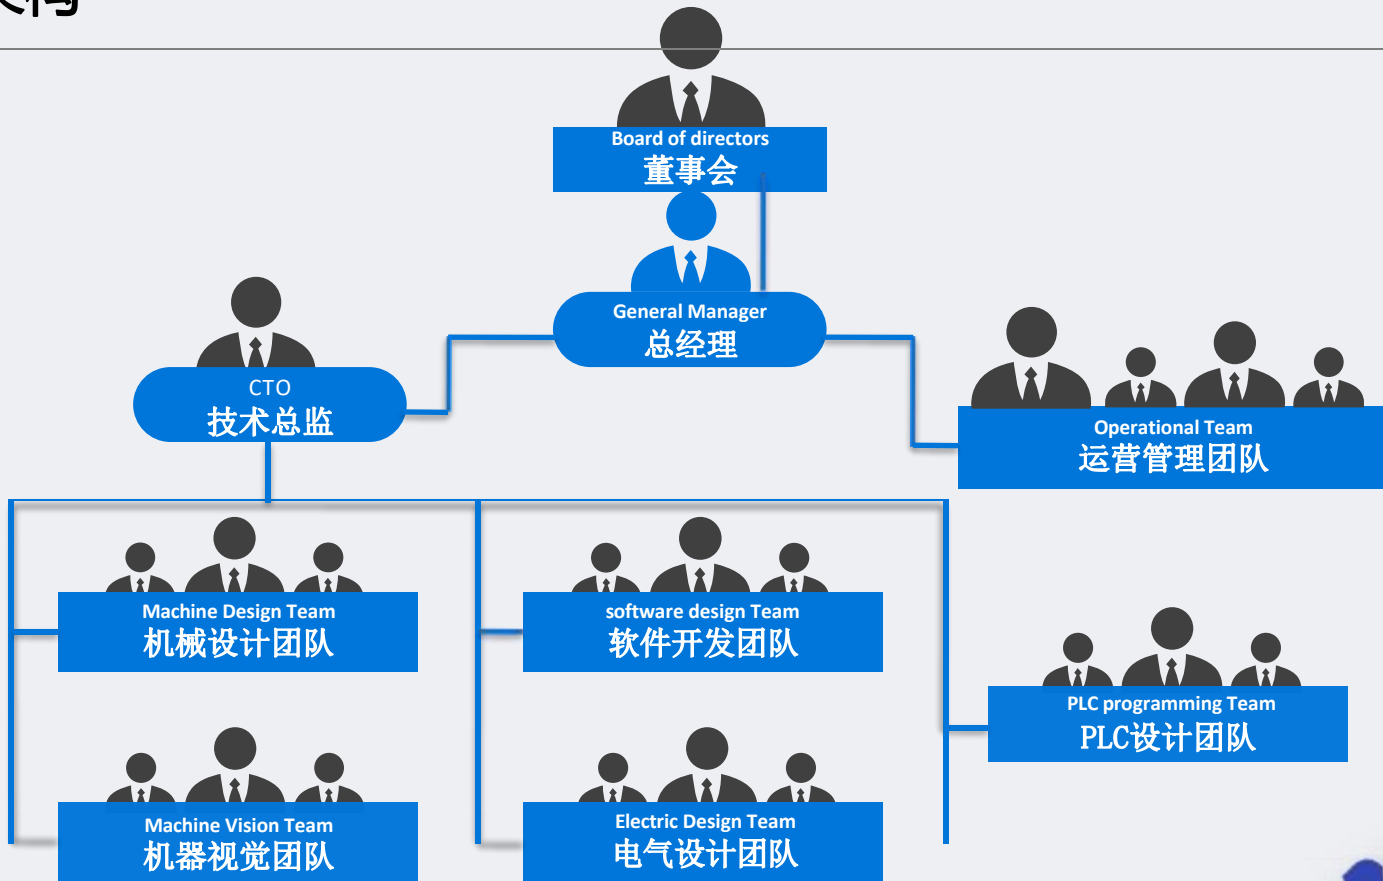 Board of directors
董事会
General Manager
总经理
CTO
技术总监
Operational Team
运营管理团队
Machine Design Team
机械设计团队
software design Team
软件开发团队
PLC programming Team
PLC设计团队
Machine Vision Team
机器视觉团队
Electric Design Team
电气设计团队